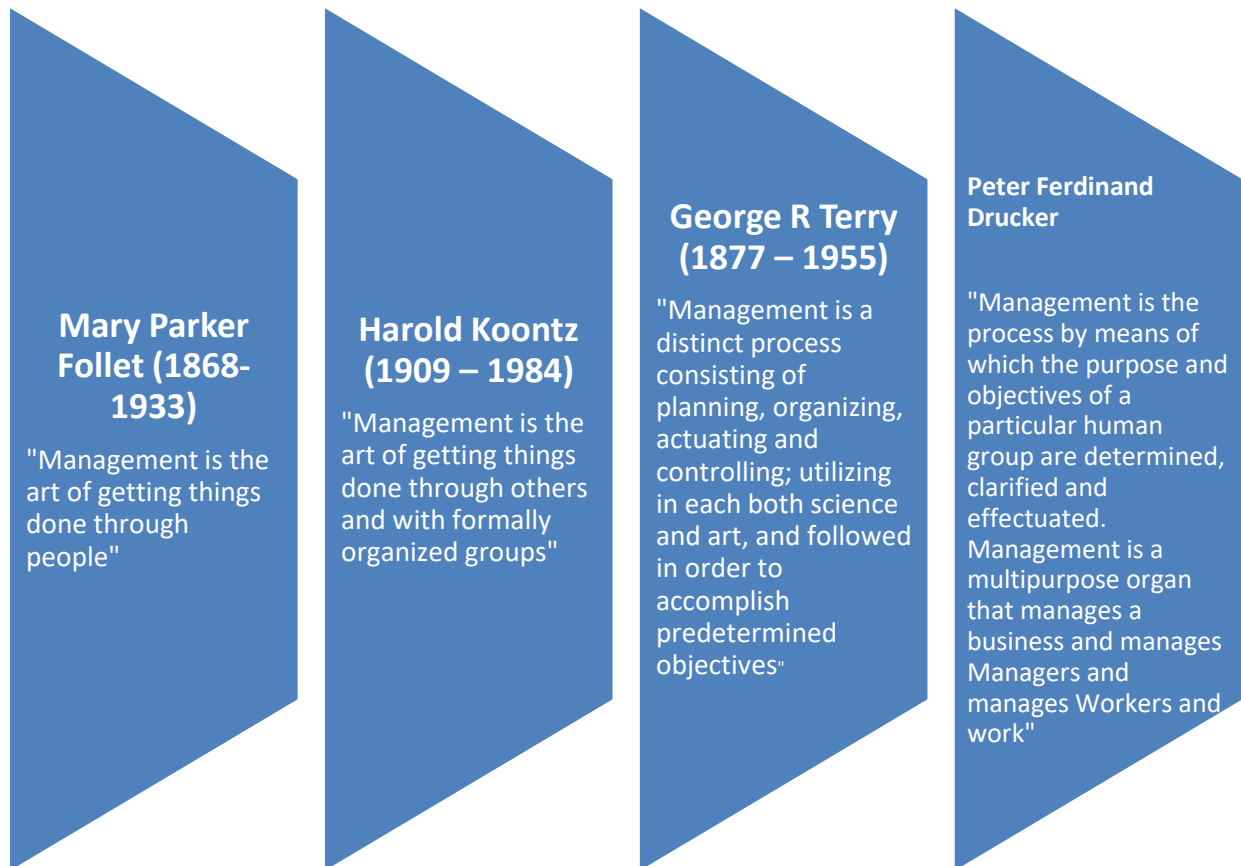 Mary Parker
Follet (1868-
1933)
"Management is the
art of getting things
done through
people"
Harold Koontz
(1909 – 1984)
"Management is the
art of getting things
done through others
and with formally
organized groups"
George R Terry
(1877 – 1955)
"Management is a
distinct process
consisting of
planning, organizing,
actuating and
controlling; utilizing
in each both science
and art, and followed
in order to
accomplish
predetermined
objectives"
Peter Ferdinand
Drucker
"Management is the
process by means of
which the purpose and
objectives of a
particular human
group are determined,
clarified and
effectuated.
Management is a
multipurpose organ
that manages a
business and manages
Managers and
manages Workers and
work"